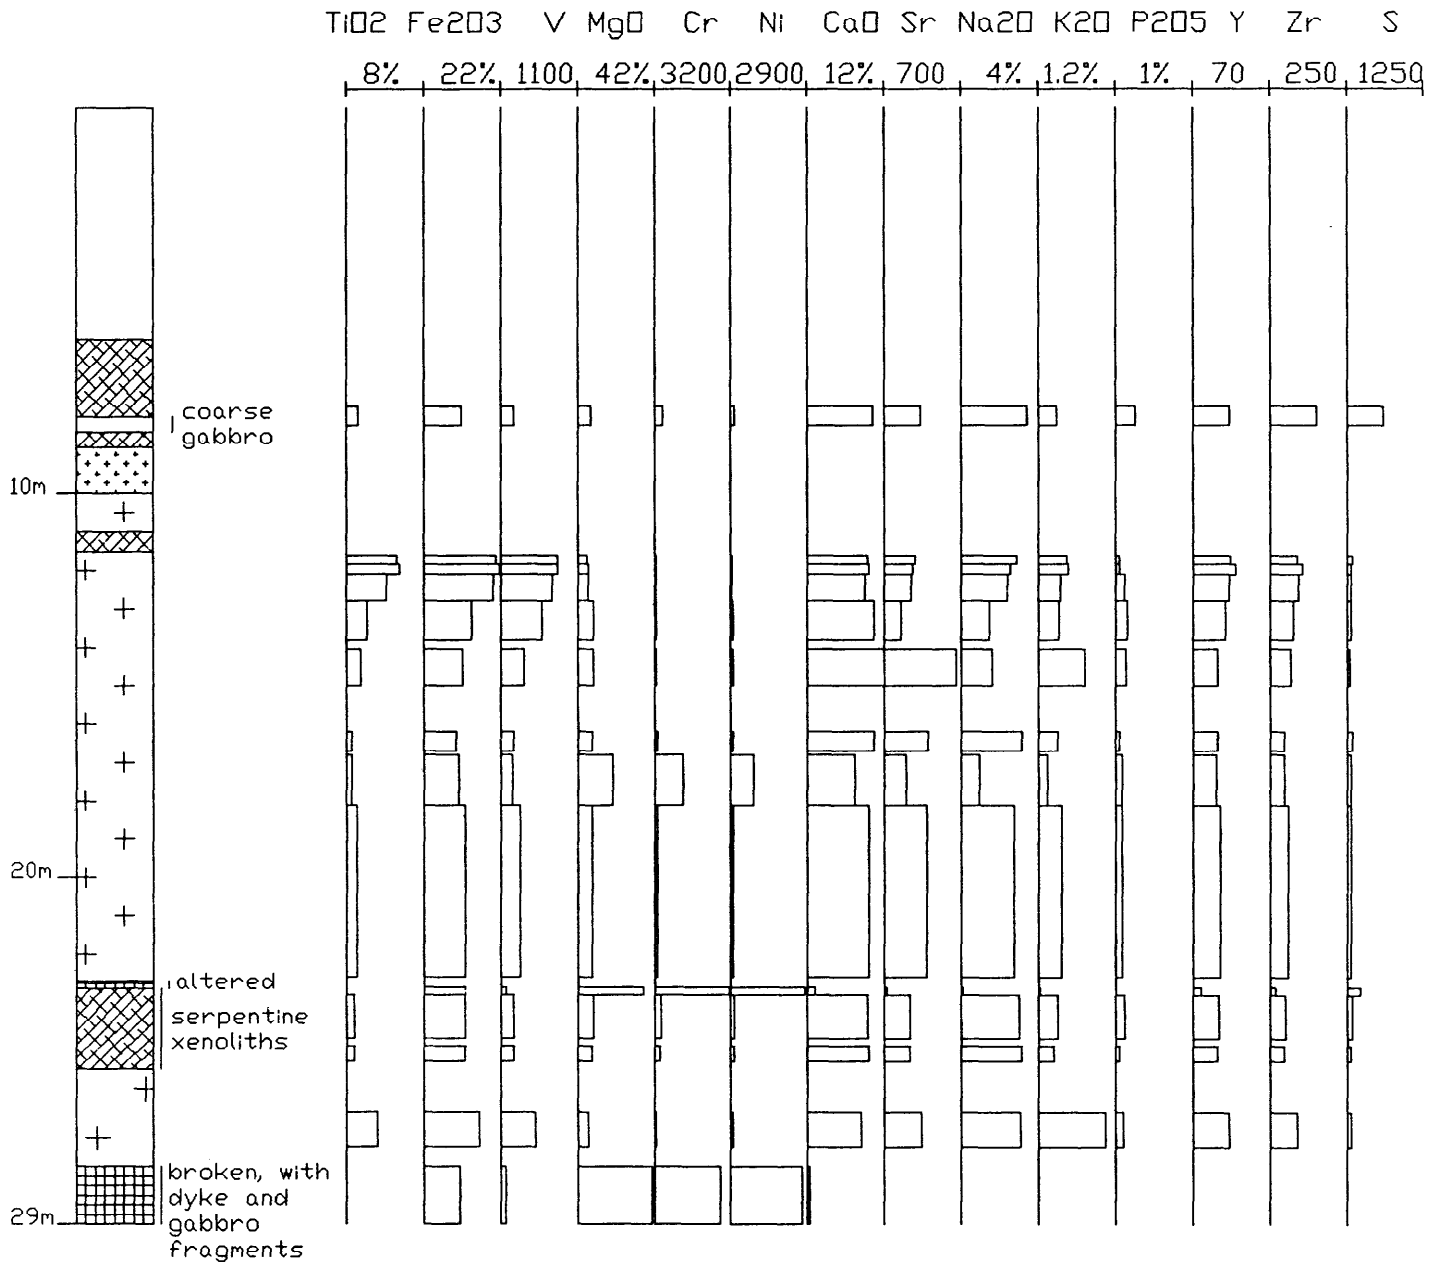 TiO2 Fe2O3 V MgO Cr Ni CaO Sr Na2O K2O P2O5 Y Zr S
8% 22% 1100 42% 3200 2900 12% 700 4% 1.2% 1% 70 250 1250
coarse
gabbro
10m
20m
altered
serpentine
xenoliths
broken, with
dyke and
29m
gabbro
fragments